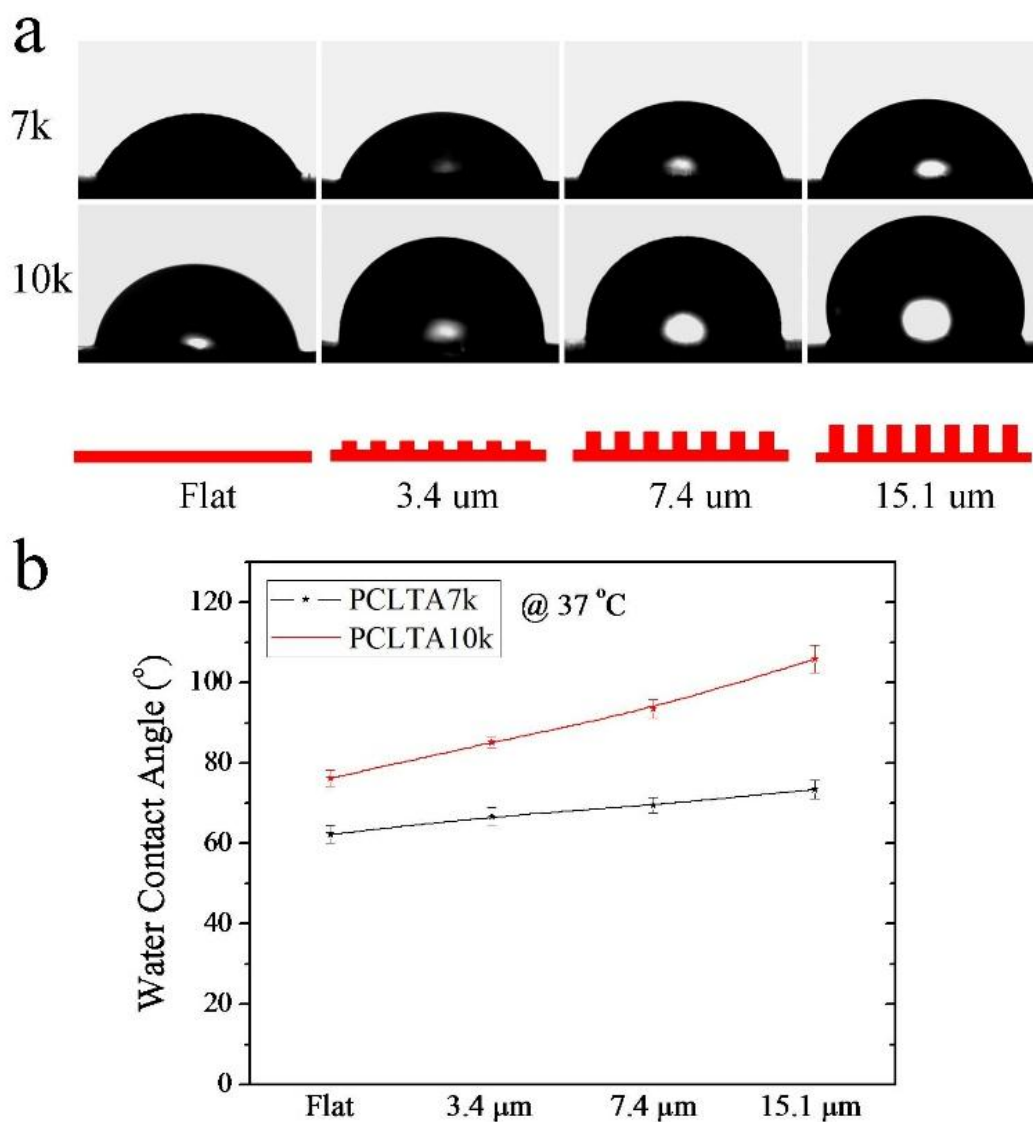 a
7k
10k
Flat 3.4 um 7.4 um 15.1 um
b
PCLTA7k
PCLTA10k
@ 37 °C
Water Contact Angle (°)
120
100
80
60
40
20
0
Flat 3.4 μm 7.4 μm 15.1 μm